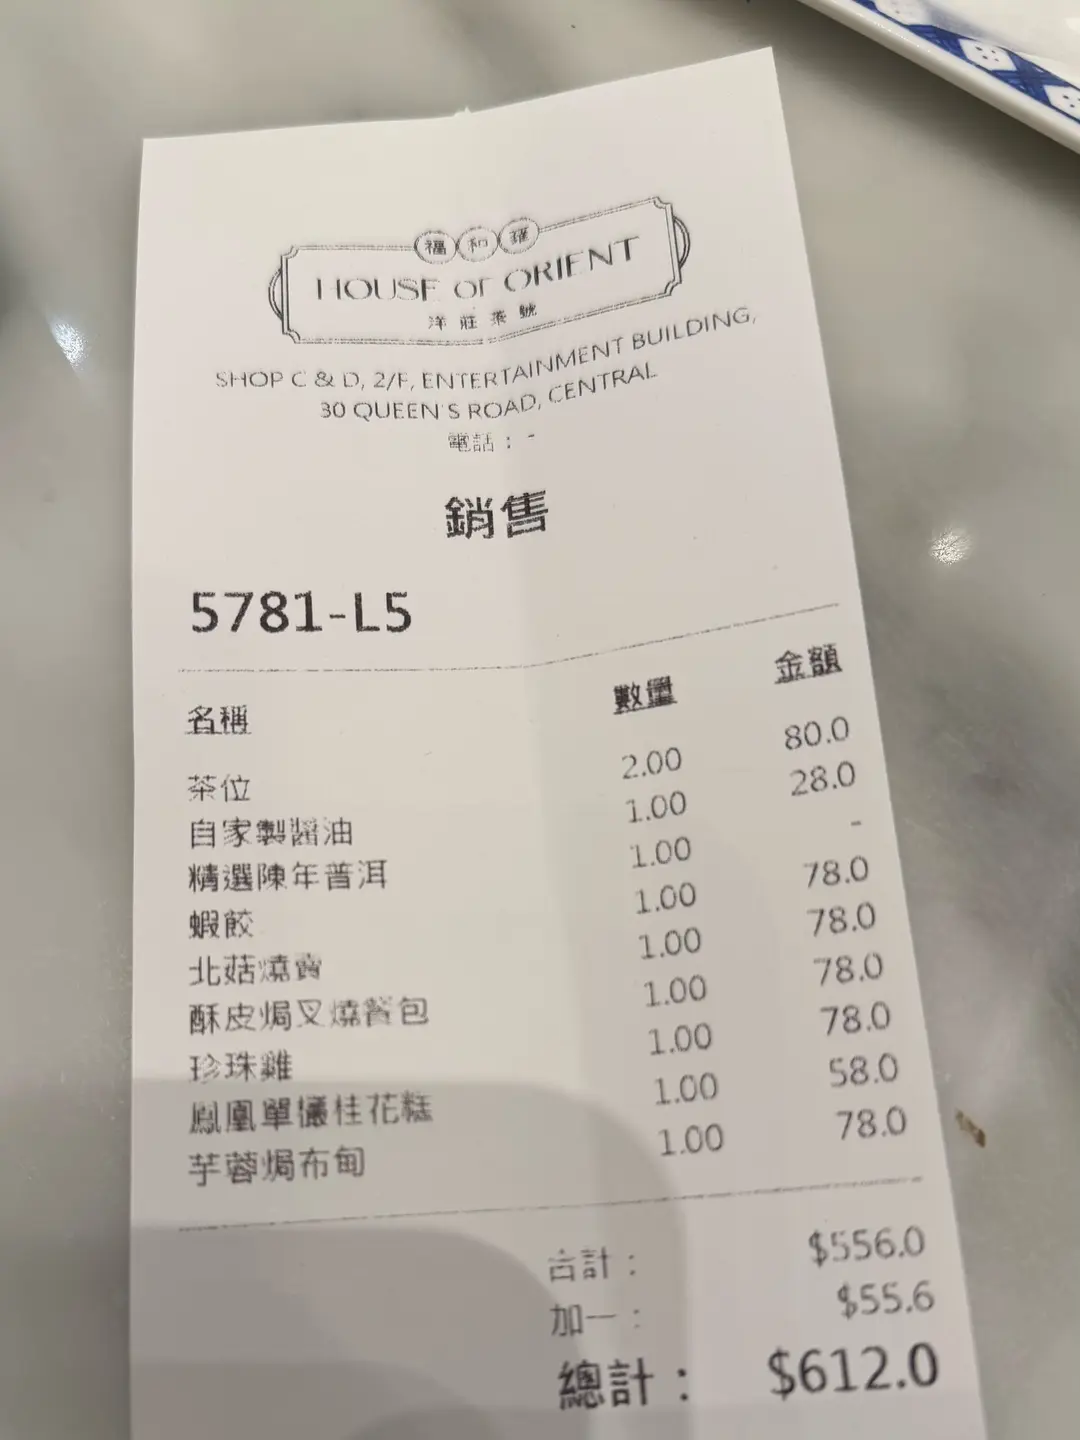 福和羅
HOUSE OF ORIENT
洋莊茶號
SHOP C & D, 2/F, ENTERTAINMENT BUILDING,
30 QUEEN'S ROAD, CENTRAL
電話： -
銷售
5781-L5
名稱 數量 金額
茶位 2.00 80.0
自家製醬油 1.00 28.0
精選陳年普洱 1.00 -
蝦餃 1.00 78.0
北菇燒賣 1.00 78.0
酥皮焗叉燒餐包 1.00 78.0
珍珠雞 1.00 78.0
鳳凰單欉桂花糕 1.00 58.0
芋蓉焗布甸 1.00 78.0
合計： $556.0
加一： $55.6
總計： $612.0